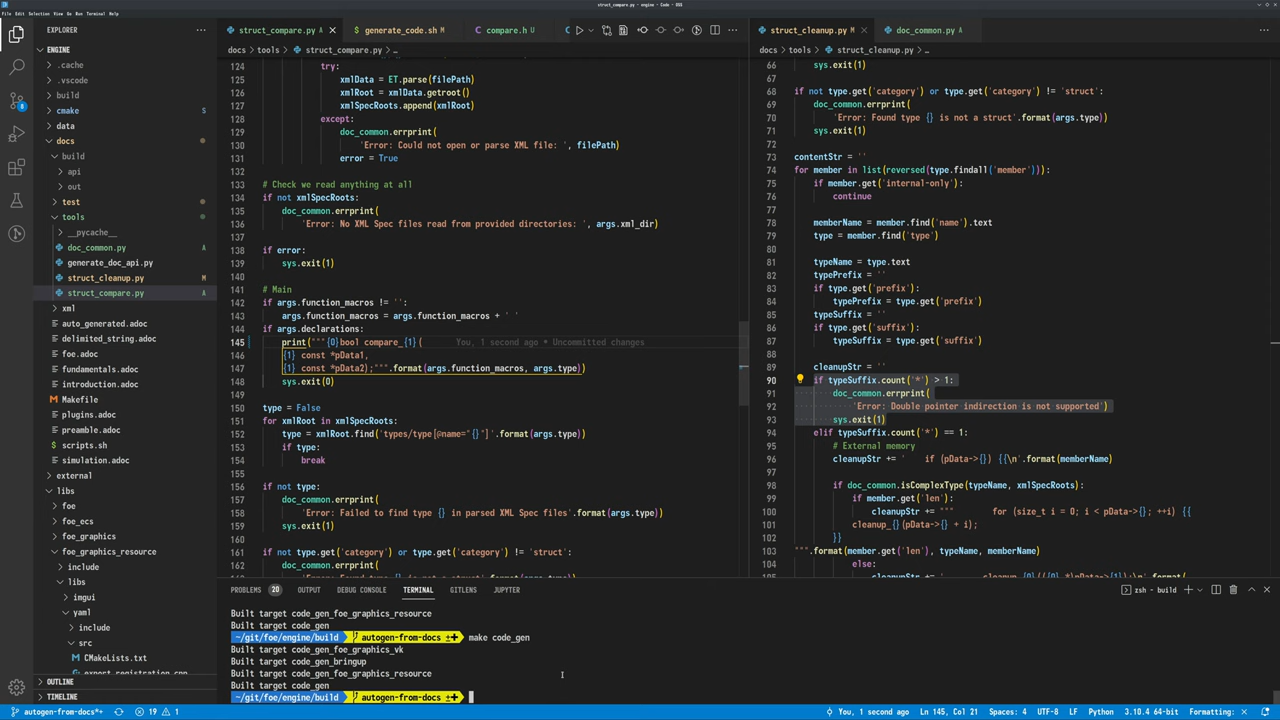 struct_compare.py - engine - Code - OSS
File Edit Selection View Go Run Terminal Help
EXPLORER
ENGINE
.cache
.vscode
build
cmake S
data
docs
build
api
out
test
tools
__pycache__
doc_common.py A
generate_doc_api.py
struct_cleanup.py M
struct_compare.py A
xml
auto_generated.adoc
delimited_string.adoc
foe.adoc
fundamentals.adoc
introduction.adoc
Makefile
plugins.adoc
preamble.adoc
scripts.sh
simulation.adoc
external
libs
foe
foe_ecs
foe_graphics
foe_graphics_resource
include
libs
imgui
yaml
include
src
CMakeLists.txt
export_registration.cpp
OUTLINE
TIMELINE
struct_compare.py A generate_code.sh M compare.h U
docs > tools > struct_compare.py > …
124 try:
125 xmlData = ET.parse(filePath)
126 xmlRoot = xmlData.getroot()
127 xmlSpecRoots.append(xmlRoot)
128 except:
129 doc_common.errprint(
130 'Error: Could not open or parse XML file: ', filePath)
131 error = True
132
133 # Check we read anything at all
134 if not xmlSpecRoots:
135 doc_common.errprint(
136 'Error: No XML Spec files read from provided directories: ', args.xml_dir)
137
138 if error:
139 sys.exit(1)
140
141 # Main
142 if args.function_macros != '':
143 args.function_macros = args.function_macros + ' '
144 if args.declarations:
145 print("""{0}bool compare_{1}( You, 1 second ago • Uncommitted changes
146 {1} const *pData1,
147 {1} const *pData2);""".format(args.function_macros, args.type))
148 sys.exit(0)
149
150 type = False
151 for xmlRoot in xmlSpecRoots:
152 type = xmlRoot.find('types/type[@name="{}"]'.format(args.type))
153 if type:
154 break
155
156 if not type:
157 doc_common.errprint(
158 'Error: Failed to find type {} in parsed XML Spec files'.format(args.type))
159 sys.exit(1)
160
161 if not type.get('category') or type.get('category') != 'struct':
162 doc_common.errprint(
163 'Error: Found type {} is not a struct'.format(args.type))
struct_cleanup.py M doc_common.py A
docs > tools > struct_cleanup.py > …
66 sys.exit(1)
67
68 if not type.get('category') or type.get('category') != 'struct':
69 doc_common.errprint(
70 'Error: Found type {} is not a struct'.format(args.type))
71 sys.exit(1)
72
73 contentStr = ''
74 for member in list(reversed(type.findall('member'))):
75 if member.get('internal-only'):
76 continue
77
78 memberName = member.find('name').text
79 type = member.find('type')
80
81 typeName = type.text
82 typePrefix = ''
83 if type.get('prefix'):
84 typePrefix = type.get('prefix')
85 typeSuffix = ''
86 if type.get('suffix'):
87 typeSuffix = type.get('suffix')
88
89 cleanupStr = ''
90 if typeSuffix.count('*') > 1:
91 doc_common.errprint(
92 'Error: Double pointer indirection is not supported')
93 sys.exit(1)
94 elif typeSuffix.count('*') == 1:
95 # External memory
96 cleanupStr += ' if (pData->{}) {{\n'.format(memberName)
97
98 if doc_common.isComplexType(typeName, xmlSpecRoots):
99 if member.get('len'):
100 cleanupStr += """ for (size_t i = 0; i < pData->{}; ++i) {{
101 cleanup_{}(pData->{} + i);
102 }}
103 """.format(member.get('len'), typeName, memberName)
104 else:
105 cleanupStr += ' cleanup_{0}(({0} *)pData->{1});\n'.format(
PROBLEMS 20 OUTPUT DEBUG CONSOLE TERMINAL GITLENS JUPYTER
zsh - build
Built target code_gen_foe_graphics_resource
Built target code_gen
~/git/foe/engine/build autogen-from-docs ±✚ make code_gen
Built target code_gen_foe_graphics_vk
Built target code_gen_bringup
Built target code_gen_foe_graphics_resource
Built target code_gen
~/git/foe/engine/build autogen-from-docs ±✚
autogen-from-docs*+ 19 1 You, 1 second ago Ln 145, Col 21 Spaces: 4 UTF-8 LF Python 3.10.4 64-bit Formatting: ×